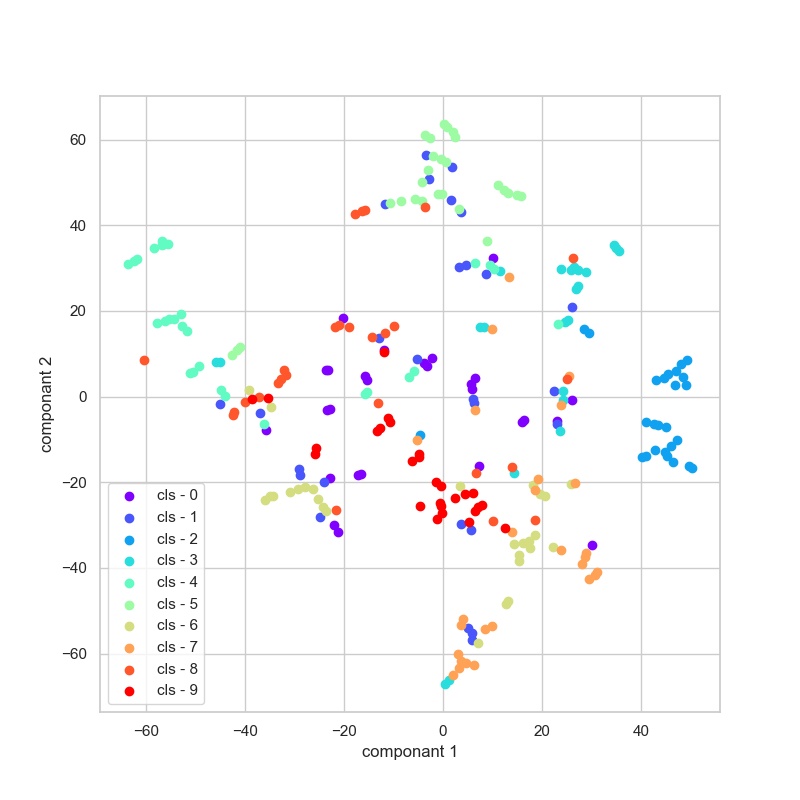 60
40
20
0
−20
−40
−60
componant 2
cls - 0
cls - 1
cls - 2
cls - 3
cls - 4
cls - 5
cls - 6
cls - 7
cls - 8
cls - 9
−60 −40 −20 0 20 40
componant 1